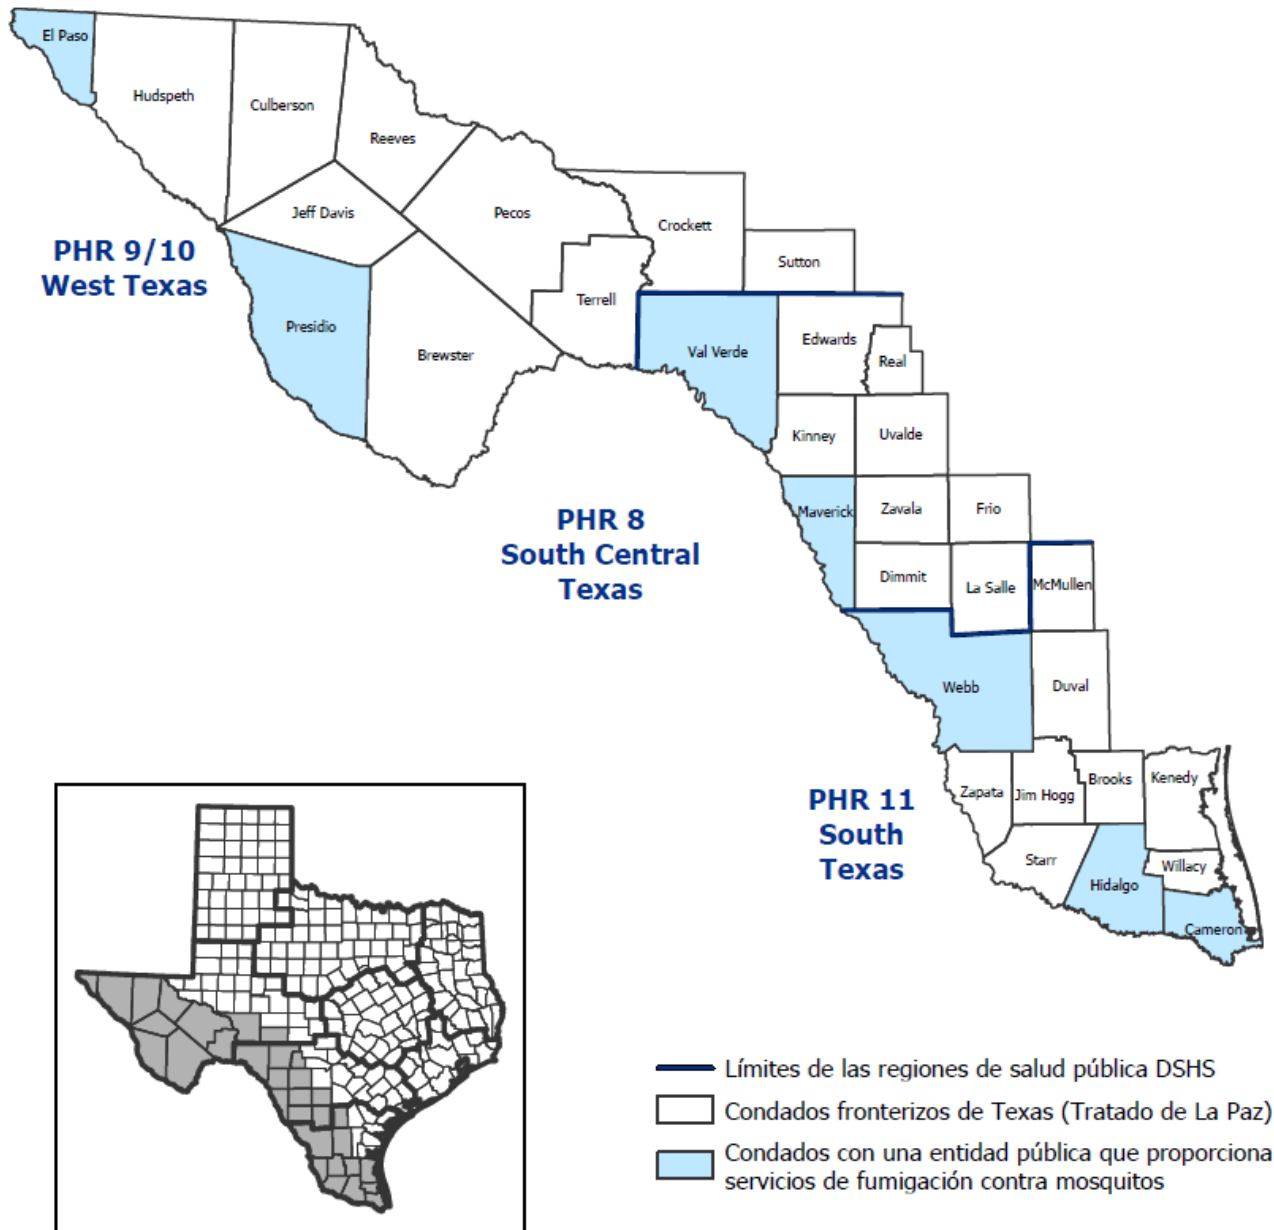 El Paso
Hudspeth
Culberson
Reeves
Jeff Davis
Pecos
Crockett
Sutton
PHR 9/10
West Texas
Presidio
Brewster
Terrell
Val Verde
Edwards
Real
Kinney
Uvalde
PHR 8
South Central
Texas
Maverick
Zavala
Frio
Dimmit
La Salle
McMullen
Webb
Duval
PHR 11
South
Texas
Zapata
Jim Hogg
Brooks
Kenedy
Starr
Hidalgo
Willacy
Cameron
Límites de las regiones de salud pública DSHS
Condados fronterizos de Texas (Tratado de La Paz)
Condados con una entidad pública que proporciona
servicios de fumigación contra mosquitos